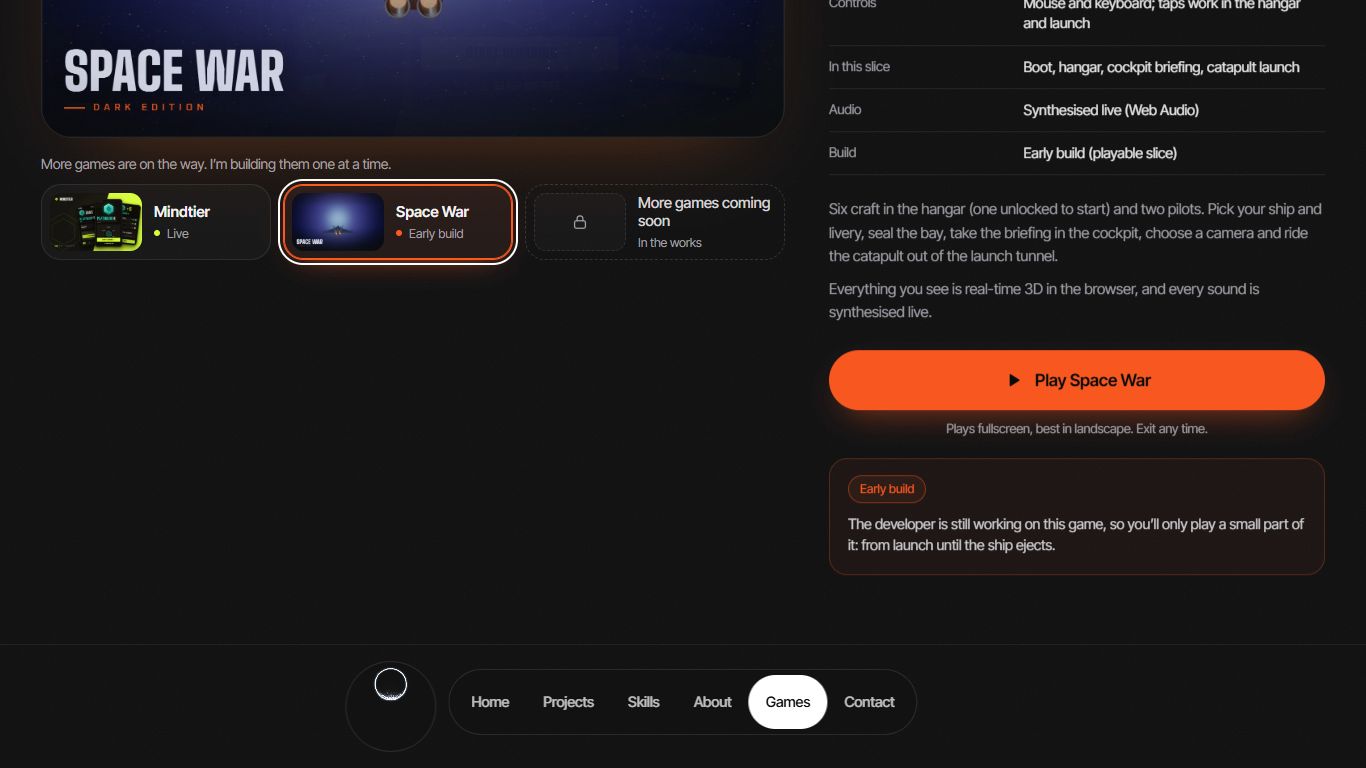 SPACE WAR
DARK EDITION
More games are on the way. I'm building them one at a time.
Mindtier
Live
SPACE WAR
Space War
Early build
More games coming
soon
In the works
Controls
Mouse and keyboard; taps work in the hangar
and launch
In this slice
Boot, hangar, cockpit briefing, catapult launch
Audio
Synthesised live (Web Audio)
Build
Early build (playable slice)
Six craft in the hangar (one unlocked to start) and two pilots. Pick your ship and
livery, seal the bay, take the briefing in the cockpit, choose a camera and ride
the catapult out of the launch tunnel.
Everything you see is real-time 3D in the browser, and every sound is
synthesised live.
Play Space War
Plays fullscreen, best in landscape. Exit any time.
Early build
The developer is still working on this game, so you'll only play a small part of
it: from launch until the ship ejects.
Home
Projects
Skills
About
Games
Contact